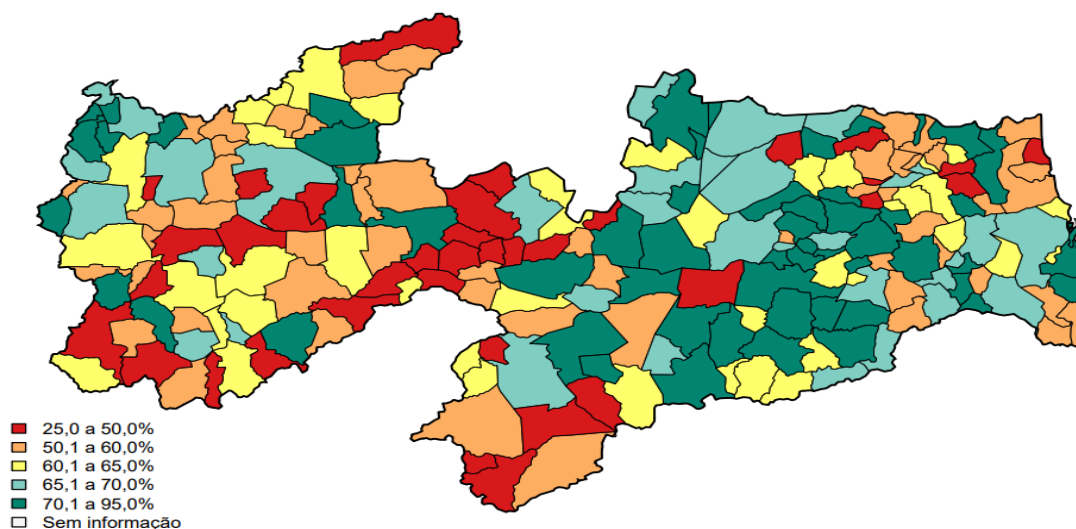 25,0 a 50,0%
50,1 a 60,0%
60,1 a 65,0%
65,1 a 70,0%
70,1 a 95,0%
Sem informação